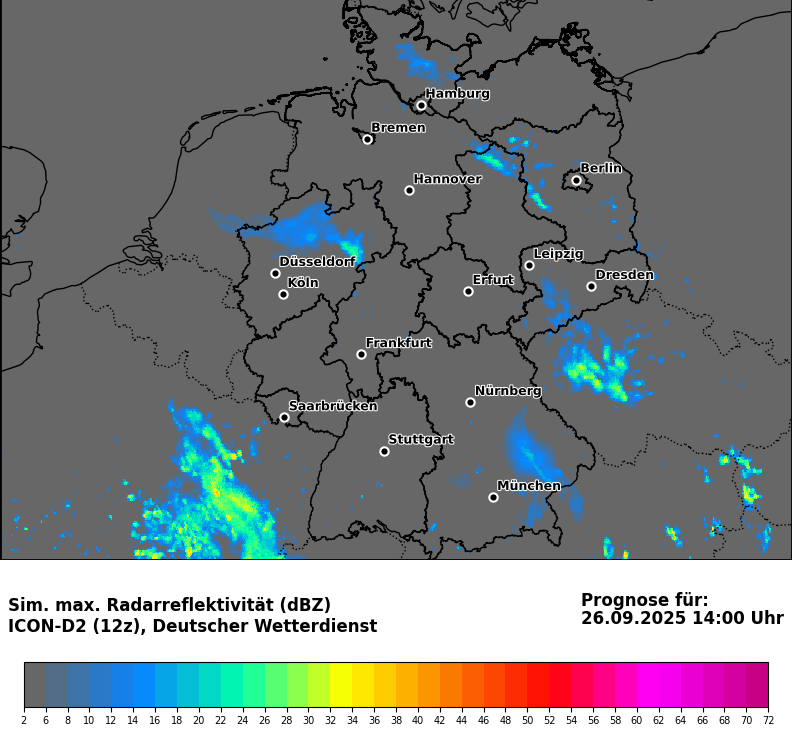 Hamburg
Bremen
Berlin
Hannover
Leipzig
Düsseldorf
Dresden
Köln
Erfurt
Frankfurt
Nürnberg
Saarbrücken
Stuttgart
München
Sim. max. Radarreflektivität (dBZ)
ICON-D2 (12z), Deutscher Wetterdienst
Prognose für:
26.09.2025 14:00 Uhr
2 6 8 10 12 14 16 18 20 22 24 26 28 30 32 34 36 38 40 42 44 46 48 50 52 54 56 58 60 62 64 66 68 70 72